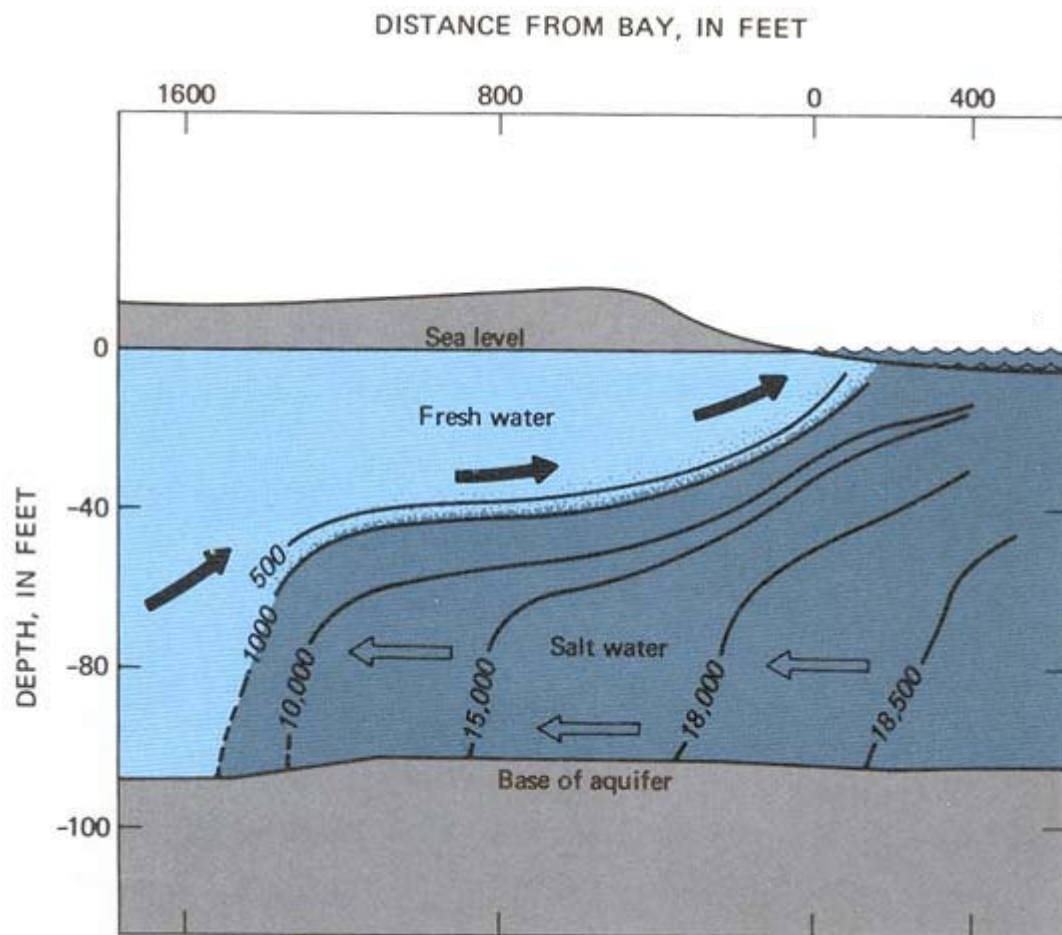 DISTANCE FROM BAY, IN FEET
1600 800 0 400
Sea level
0
Fresh water
DEPTH, IN FEET
-40
500
1000
10,000
15,000
Salt water
18,000
18,500
-80
Base of aquifer
-100